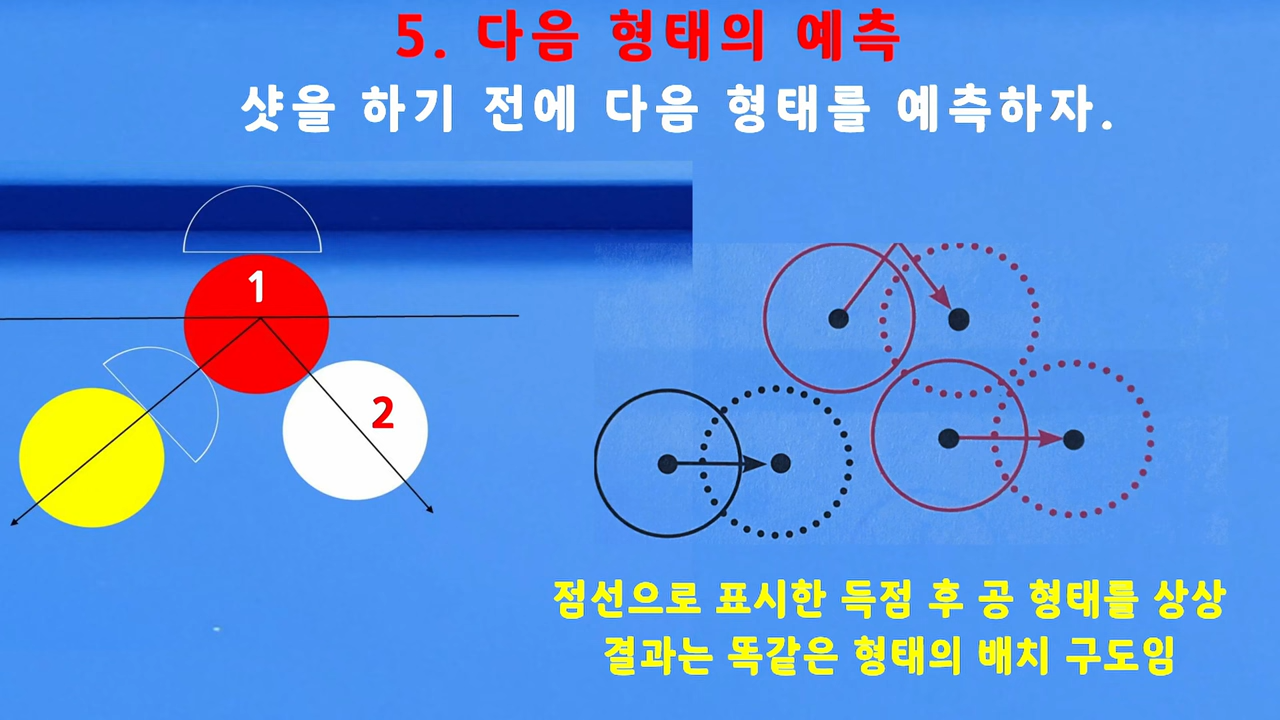 5. 다음 형태의 예측
샷을 하기 전에 다음 형태를 예측하자.
1
2
점선으로 표시한 득점 후 공 형태를 상상
결과는 똑같은 형태의 배치 구도임